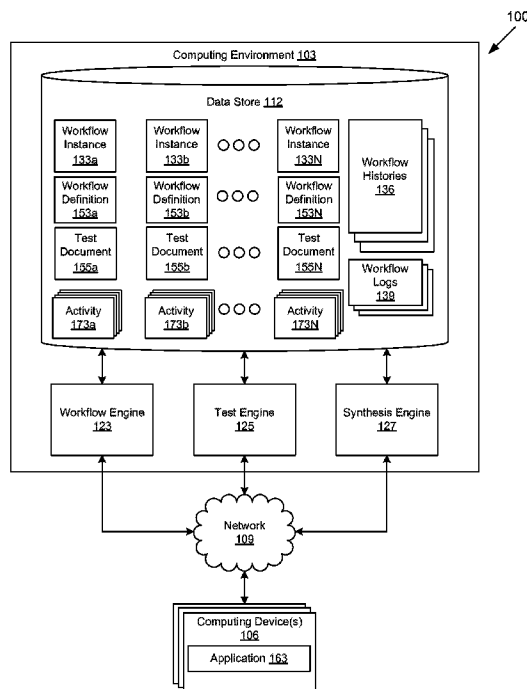 100
Computing Environment 103
Data Store 112
Workflow Instance 133a
Workflow Instance 133b
Workflow Instance 133N
Workflow Histories 136
Workflow Definition 153a
Workflow Definition 153b
Workflow Definition 153N
Test Document 155a
Test Document 155b
Test Document 155N
Workflow Logs 139
Activity 173a
Activity 173b
Activity 173N
Workflow Engine 123
Test Engine 125
Synthesis Engine 127
Network 109
Computing Device(s) 106
Application 163